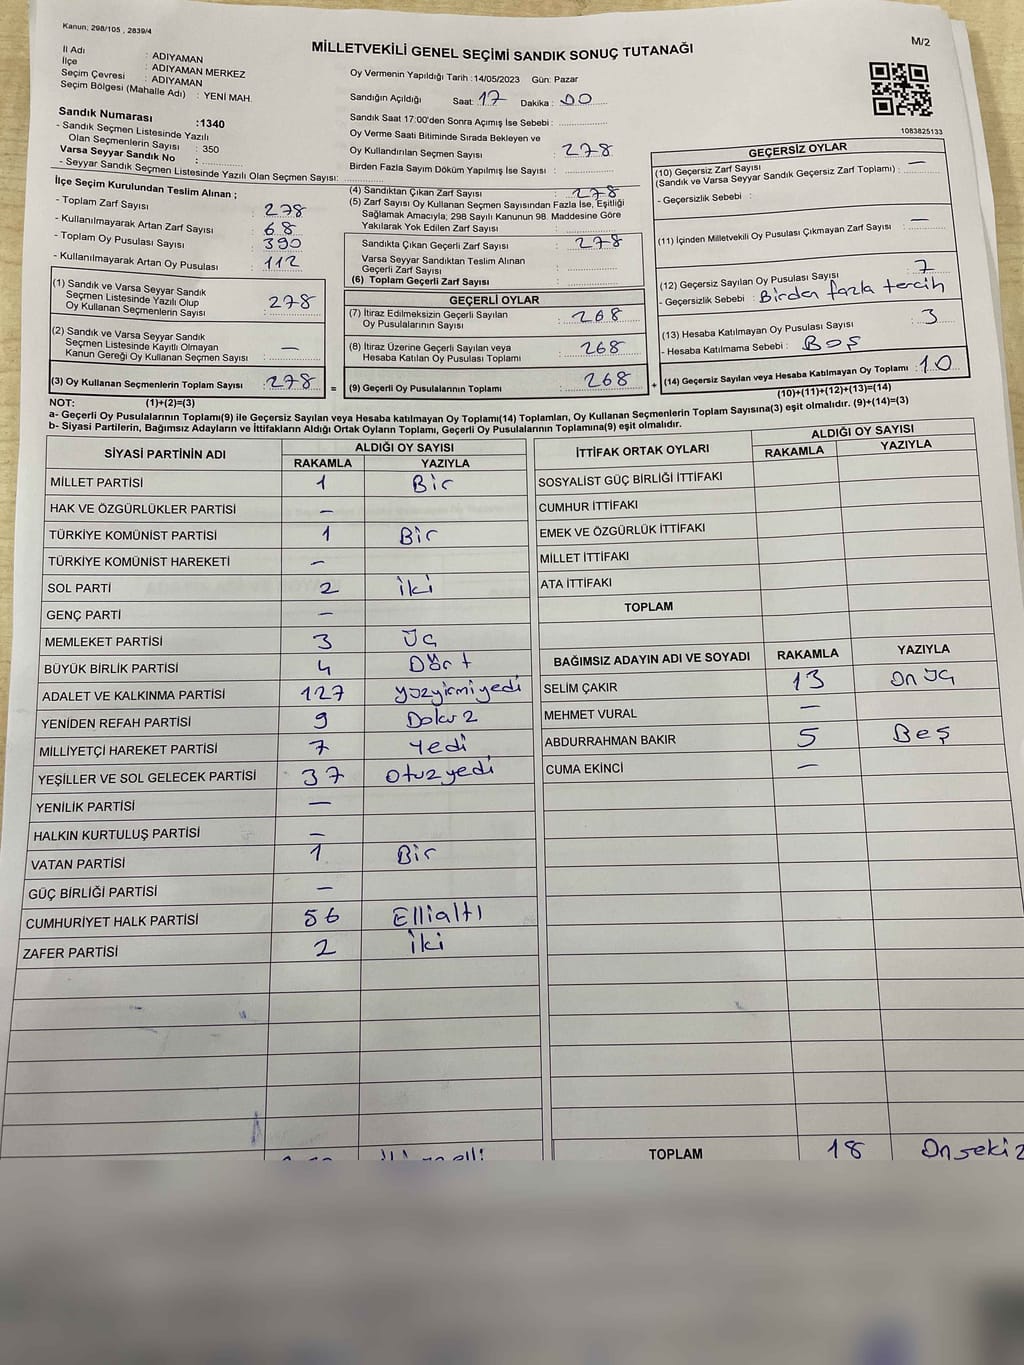 Kanun: 298/105 , 2839/4
MİLLETVEKİLİ GENEL SEÇİMİ SANDIK SONUÇ TUTANAĞI
M/2
İl Adı : ADIYAMAN
İlçe : ADIYAMAN MERKEZ
Seçim Çevresi : ADIYAMAN
Seçim Bölgesi (Mahalle Adı) : YENİ MAH.
Sandık Numarası :1340
- Sandık Seçmen Listesinde Yazılı
Olan Seçmenlerin Sayısı : 350
Varsa Seyyar Sandık No :
- Seyyar Sandık Seçmen Listesinde Yazılı Olan Seçmen Sayısı:
Oy Vermenin Yapıldığı Tarih :14/05/2023 Gün: Pazar
Sandığın Açıldığı Saat: 17 Dakika : 00
Sandık Saat 17:00'den Sonra Açımış İse Sebebi :
Oy Verme Saati Bitiminde Sırada Bekleyen ve
Oy Kullandırılan Seçmen Sayısı : 278
Birden Fazla Sayım Döküm Yapılmış İse Sayısı :
1083825133
İlçe Seçim Kurulundan Teslim Alınan ;
- Toplam Zarf Sayısı : 278
- Kullanılmayarak Artan Zarf Sayısı : 68
- Toplam Oy Pusulası Sayısı : 390
- Kullanılmayarak Artan Oy Pusulası : 112
(1) Sandık ve Varsa Seyyar Sandık
Seçmen Listesinde Yazılı Olup
Oy Kullanan Seçmenlerin Sayısı : 278
(2) Sandık ve Varsa Seyyar Sandık
Seçmen Listesinde Kayıtlı Olmayan
Kanun Gereği Oy Kullanan Seçmen Sayısı : —
(3) Oy Kullanan Seçmenlerin Toplam Sayısı :278 =
(4) Sandıktan Çıkan Zarf Sayısı : 278
(5) Zarf Sayısı Oy Kullanan Seçmen Sayısından Fazla İse, Eşitliği
Sağlamak Amacıyla; 298 Sayılı Kanunun 98. Maddesine Göre
Yakılarak Yok Edilen Zarf Sayısı :
Sandıkta Çıkan Geçerli Zarf Sayısı : 278
Varsa Seyyar Sandıktan Teslim Alınan
Geçerli Zarf Sayısı :
(6) Toplam Geçerli Zarf Sayısı :
GEÇERLİ OYLAR
(7) İtiraz Edilmeksizin Geçerli Sayılan
Oy Pusulalarının Sayısı : 268
(8) İtiraz Üzerine Geçerli Sayılan veya
Hesaba Katılan Oy Pusulası Toplamı : 268
(9) Geçerli Oy Pusulalarının Toplamı : 268 +
GEÇERSİZ OYLAR
(10) Geçersiz Zarf Sayısı
(Sandık ve Varsa Seyyar Sandık Geçersiz Zarf Toplamı) : —
- Geçersizlik Sebebi :
(11) İçinden Milletvekili Oy Pusulası Çıkmayan Zarf Sayısı : —
(12) Geçersiz Sayılan Oy Pusulası Sayısı : 7
- Geçersizlik Sebebi : Birden fazla tercih
(13) Hesaba Katılmayan Oy Pusulası Sayısı : 3
- Hesaba Katılmama Sebebi : Boş
(14) Geçersiz Sayılan veya Hesaba Katılmayan Oy Toplamı :10
NOT: (1)+(2)=(3)
(10)+(11)+(12)+(13)=(14)
a- Geçerli Oy Pusulalarının Toplamı(9) ile Geçersiz Sayılan veya Hesaba katılmayan Oy Toplamı(14) Toplamları, Oy Kullanan Seçmenlerin Toplam Sayısına(3) eşit olmalıdır. (9)+(14)=(3)
b- Siyasi Partilerin, Bağımsız Adayların ve İttifakların Aldığı Ortak Oyların Toplamı, Geçerli Oy Pusulalarının Toplamına(9) eşit olmalıdır.
SİYASİ PARTİNİN ADI ALDIĞI OY SAYISI
RAKAMLA YAZIYLA
MİLLET PARTİSİ 1 Bir
HAK VE ÖZGÜRLÜKLER PARTİSİ —
TÜRKİYE KOMÜNİST PARTİSİ 1 Bir
TÜRKİYE KOMÜNİST HAREKETİ —
SOL PARTİ 2 iki
GENÇ PARTİ —
MEMLEKET PARTİSİ 3 Üç
BÜYÜK BİRLİK PARTİSİ 4 Dört
ADALET VE KALKINMA PARTİSİ 127 yüzyirmiyedi
YENİDEN REFAH PARTİSİ 9 Dokuz
MİLLİYETÇİ HAREKET PARTİSİ 7 Yedi
YEŞİLLER VE SOL GELECEK PARTİSİ 37 otuzyedi
YENİLİK PARTİSİ —
HALKIN KURTULUŞ PARTİSİ —
VATAN PARTİSİ 1 Bir
GÜÇ BİRLİĞİ PARTİSİ —
CUMHURİYET HALK PARTİSİ 56 Ellialtı
ZAFER PARTİSİ 2 İki
İTTİFAK ORTAK OYLARI ALDIĞI OY SAYISI
RAKAMLA YAZIYLA
SOSYALİST GÜÇ BİRLİĞİ İTTİFAKI
CUMHUR İTTİFAKI
EMEK VE ÖZGÜRLÜK İTTİFAKI
MİLLET İTTİFAKI
ATA İTTİFAKI
TOPLAM
BAĞIMSIZ ADAYIN ADI VE SOYADI RAKAMLA YAZIYLA
SELİM ÇAKIR 13 On üç
MEHMET VURAL —
ABDURRAHMAN BAKIR 5 Beş
CUMA EKİNCİ —
TOPLAM 18 Onsekiz